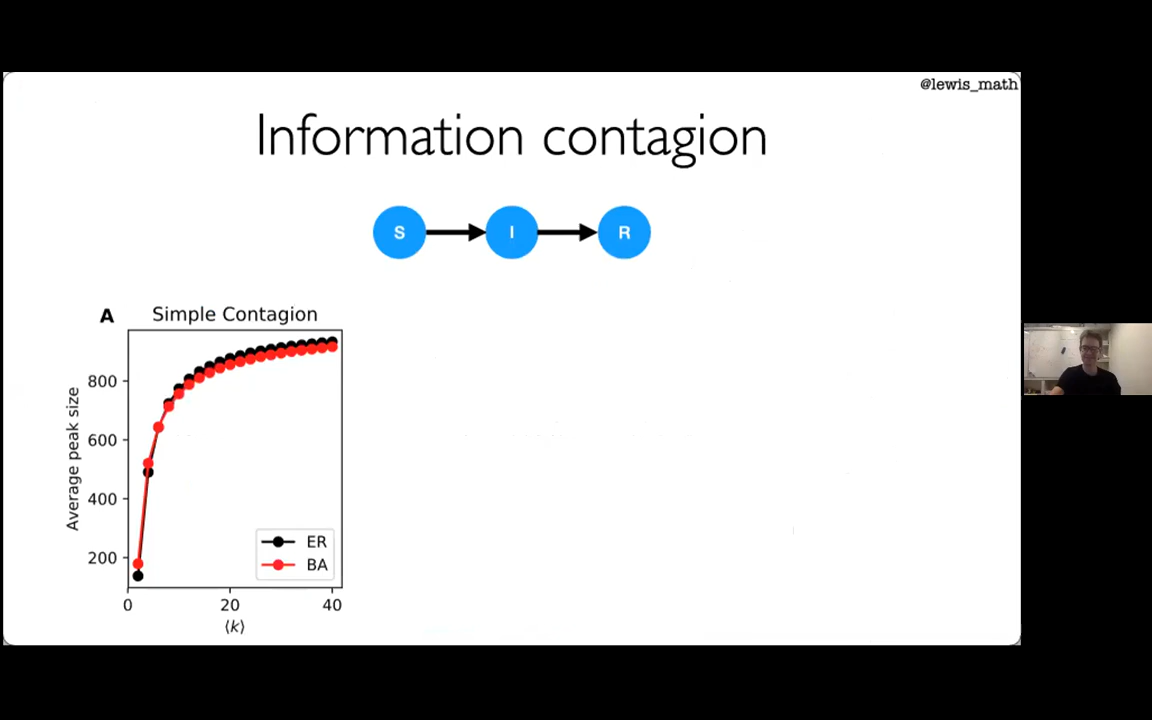 @lewis_math
Information contagion
S I R
A Simple Contagion
Average peak size
800
600
400
200
ER
BA
0 20 40
⟨k⟩